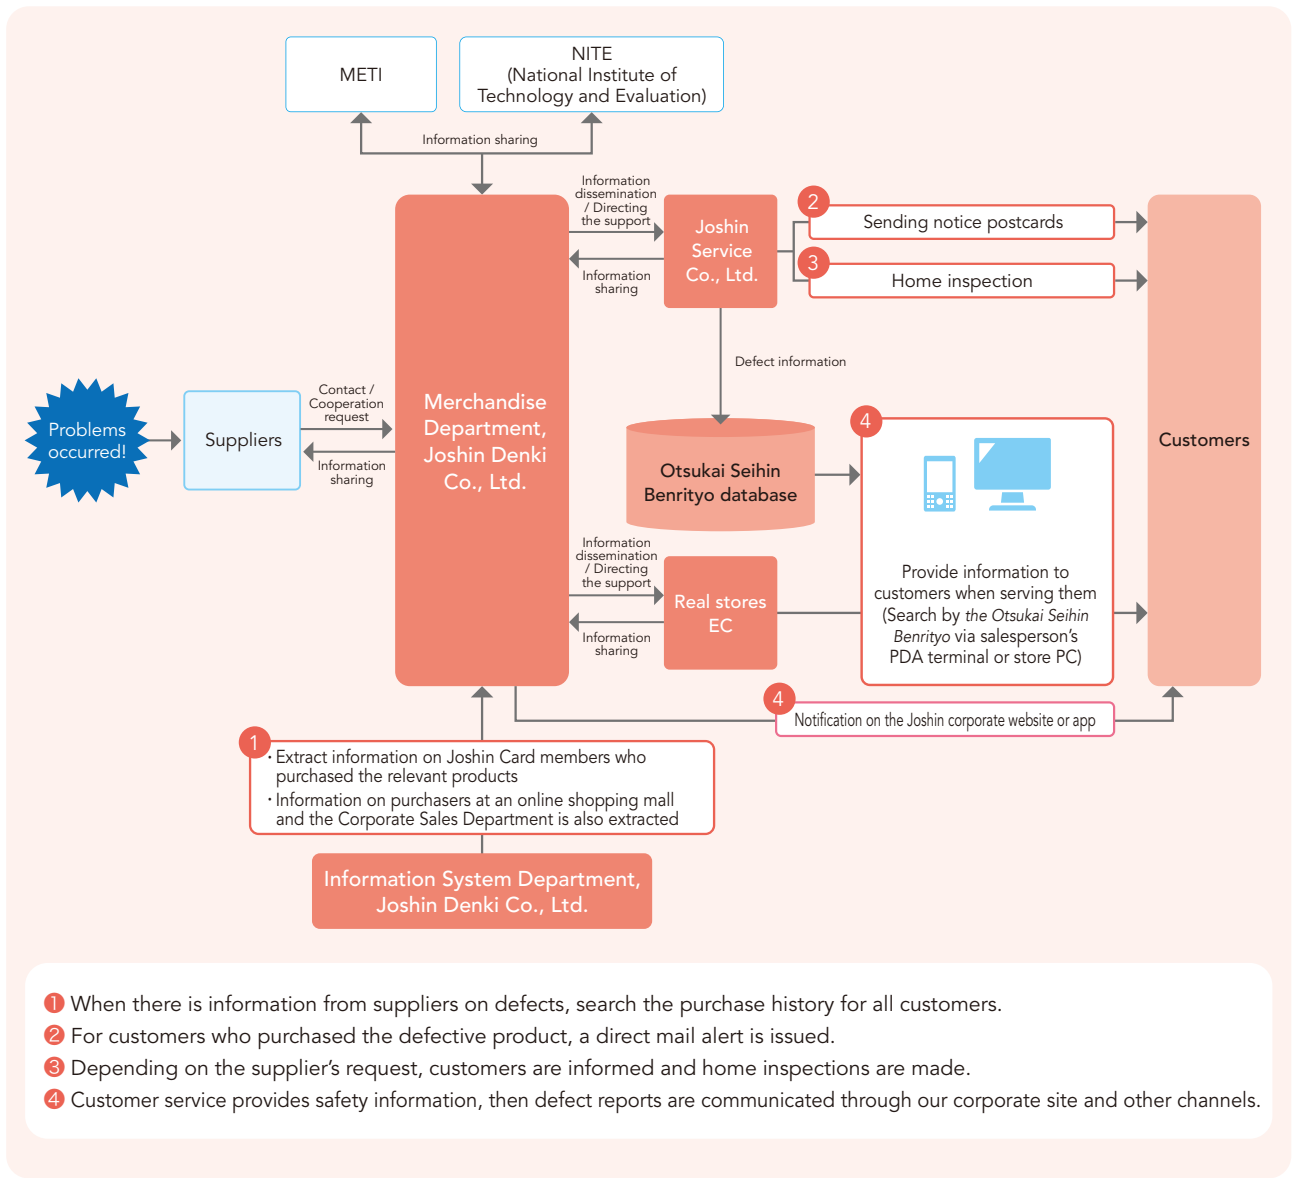 METI
NITE
(National Institute of
Technology and Evaluation)
Information sharing
Information
dissemination
/ Directing
the support
Joshin
Service
Co., Ltd.
Information
sharing
2
Sending notice postcards
3
Home inspection
Defect information
Problems
occurred!
Suppliers
Contact /
Cooperation
request
Information
sharing
Merchandise
Department,
Joshin Denki
Co., Ltd.
Otsukai Seihin
Benrityo database
4
Provide information to
customers when serving them
(Search by the Otsukai Seihin
Benrityo via salesperson’s
PDA terminal or store PC)
Customers
Information
dissemination
/ Directing
the support
Real stores
EC
Information
sharing
4
Notification on the Joshin corporate website or app
1
· Extract information on Joshin Card members who
purchased the relevant products
· Information on purchasers at an online shopping mall
and the Corporate Sales Department is also extracted
Information System Department,
Joshin Denki Co., Ltd.
1 When there is information from suppliers on defects, search the purchase history for all customers.
2 For customers who purchased the defective product, a direct mail alert is issued.
3 Depending on the supplier’s request, customers are informed and home inspections are made.
4 Customer service provides safety information, then defect reports are communicated through our corporate site and other channels.